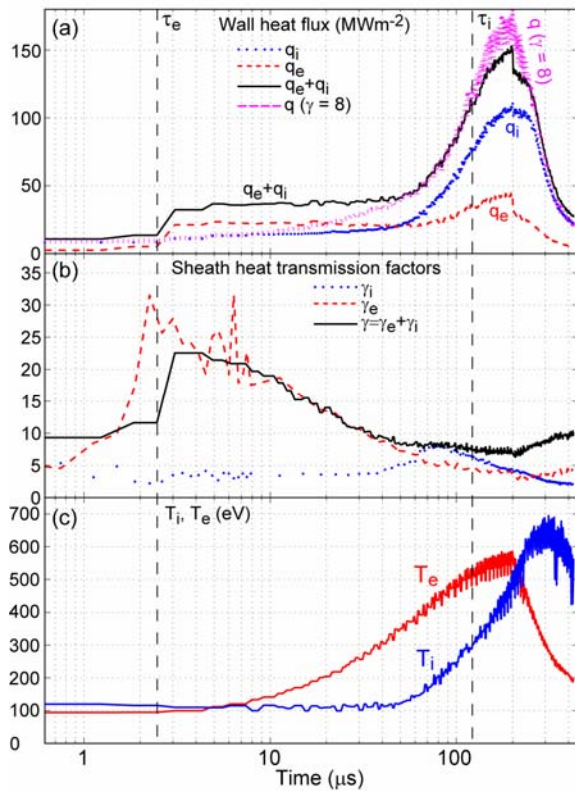 (a) Wall heat flux (MWm-2)
τe τi
qi
qe
qe+qi
q (γ = 8)
q (γ = 8)
qe+qi
qi
qe
150
100
50
0
(b) Sheath heat transmission factors
γi
γe
γ=γe+γi
35
30
25
20
15
10
5
0
(c) Ti, Te (eV)
Te
Ti
700
600
500
400
300
200
100
0
1 10 100
Time (μs)